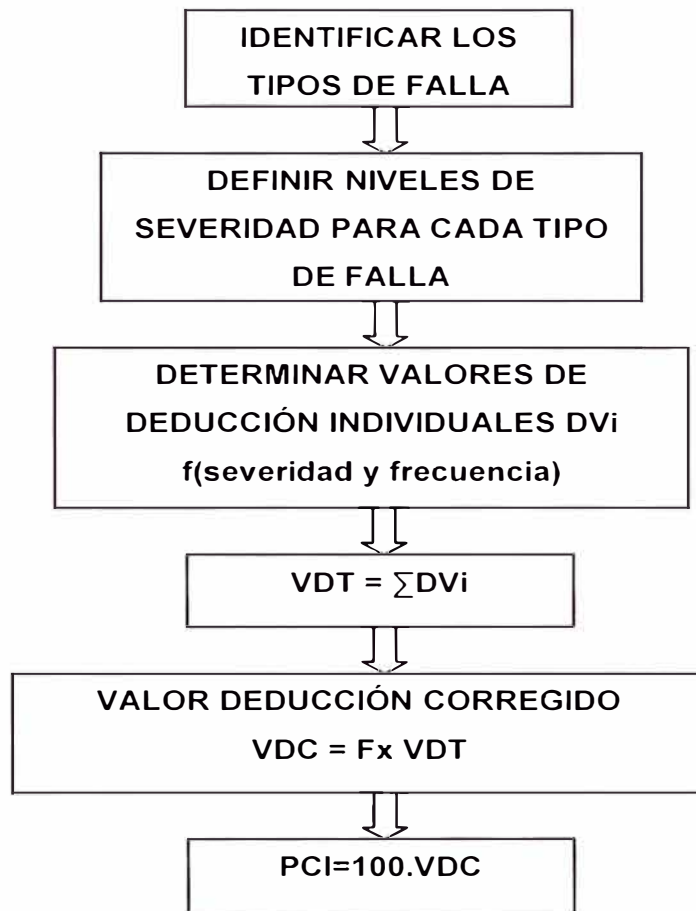 IDENTIFICAR LOS
TIPOS DE FALLA
DEFINIR NIVELES DE
SEVERIDAD PARA CADA TIPO
DE FALLA
DETERMINAR VALORES DE
DEDUCCIÓN INDIVIDUALES DVi
f(severidad y frecuencia)
VDT = ∑DVi
VALOR DEDUCCIÓN CORREGIDO
VDC = Fx VDT
PCI=100.VDC